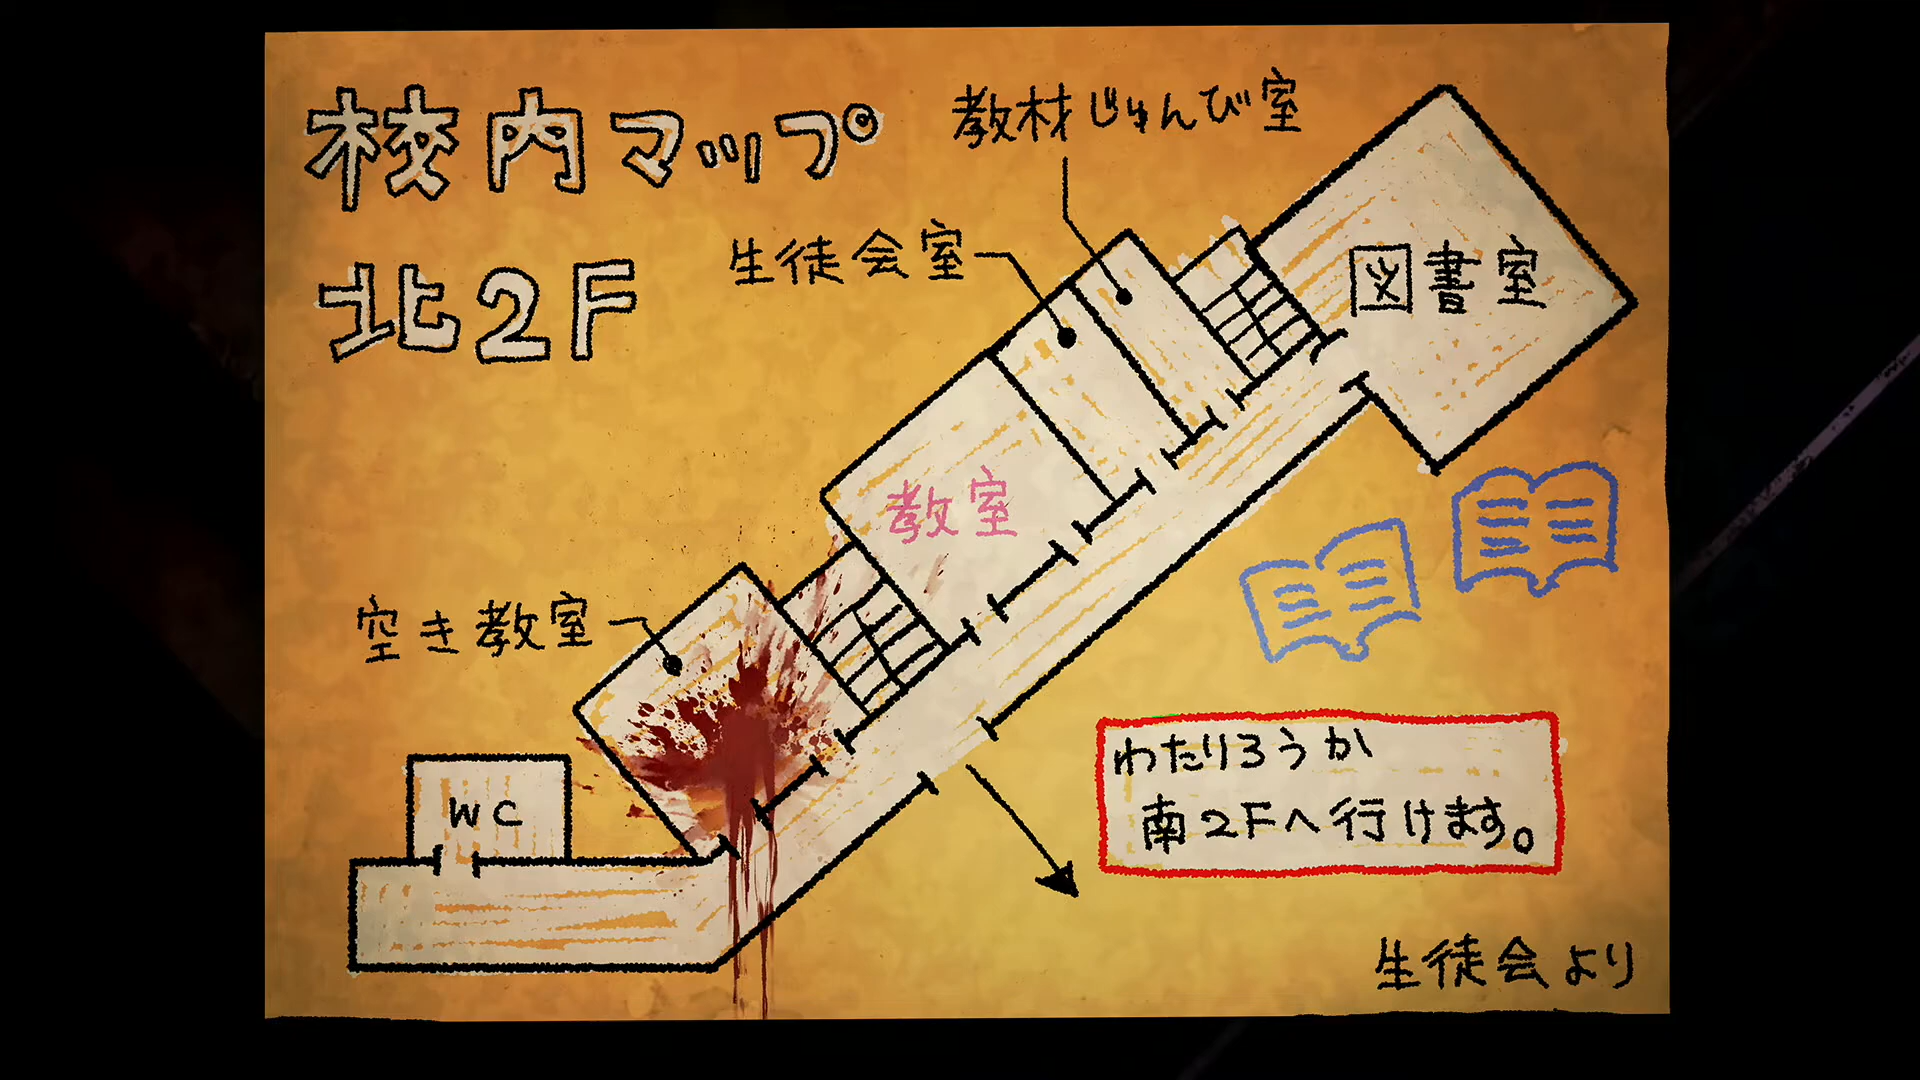 校内マップ
北2F
教材じゅんび室
生徒会室
図書室
教室
空き教室
WC
わたりろうか
南2Fへ行けます。
生徒会より